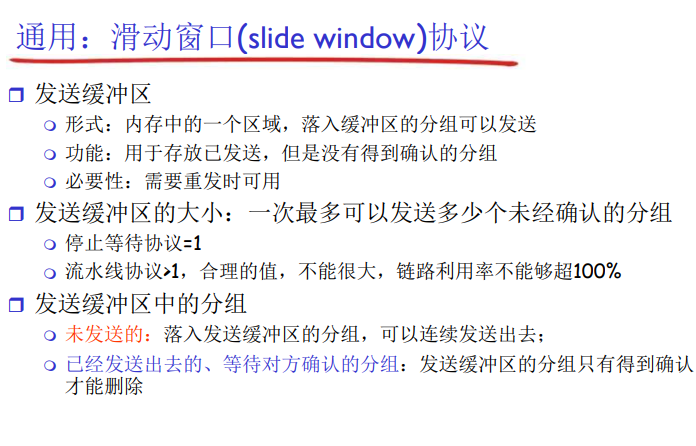 通用：滑动窗口(slide window)协议
发送缓冲区
形式：内存中的一个区域，落入缓冲区的分组可以发送
功能：用于存放已发送，但是没有得到确认的分组
必要性：需要重发时可用
发送缓冲区的大小：一次最多可以发送多少个未经确认的分组
停止等待协议=1
流水线协议>1，合理的值，不能很大，链路利用率不能够超100%
发送缓冲区中的分组
未发送的：落入发送缓冲区的分组，可以连续发送出去；
已经发送出去的、等待对方确认的分组：发送缓冲区的分组只有得到确认
才能删除